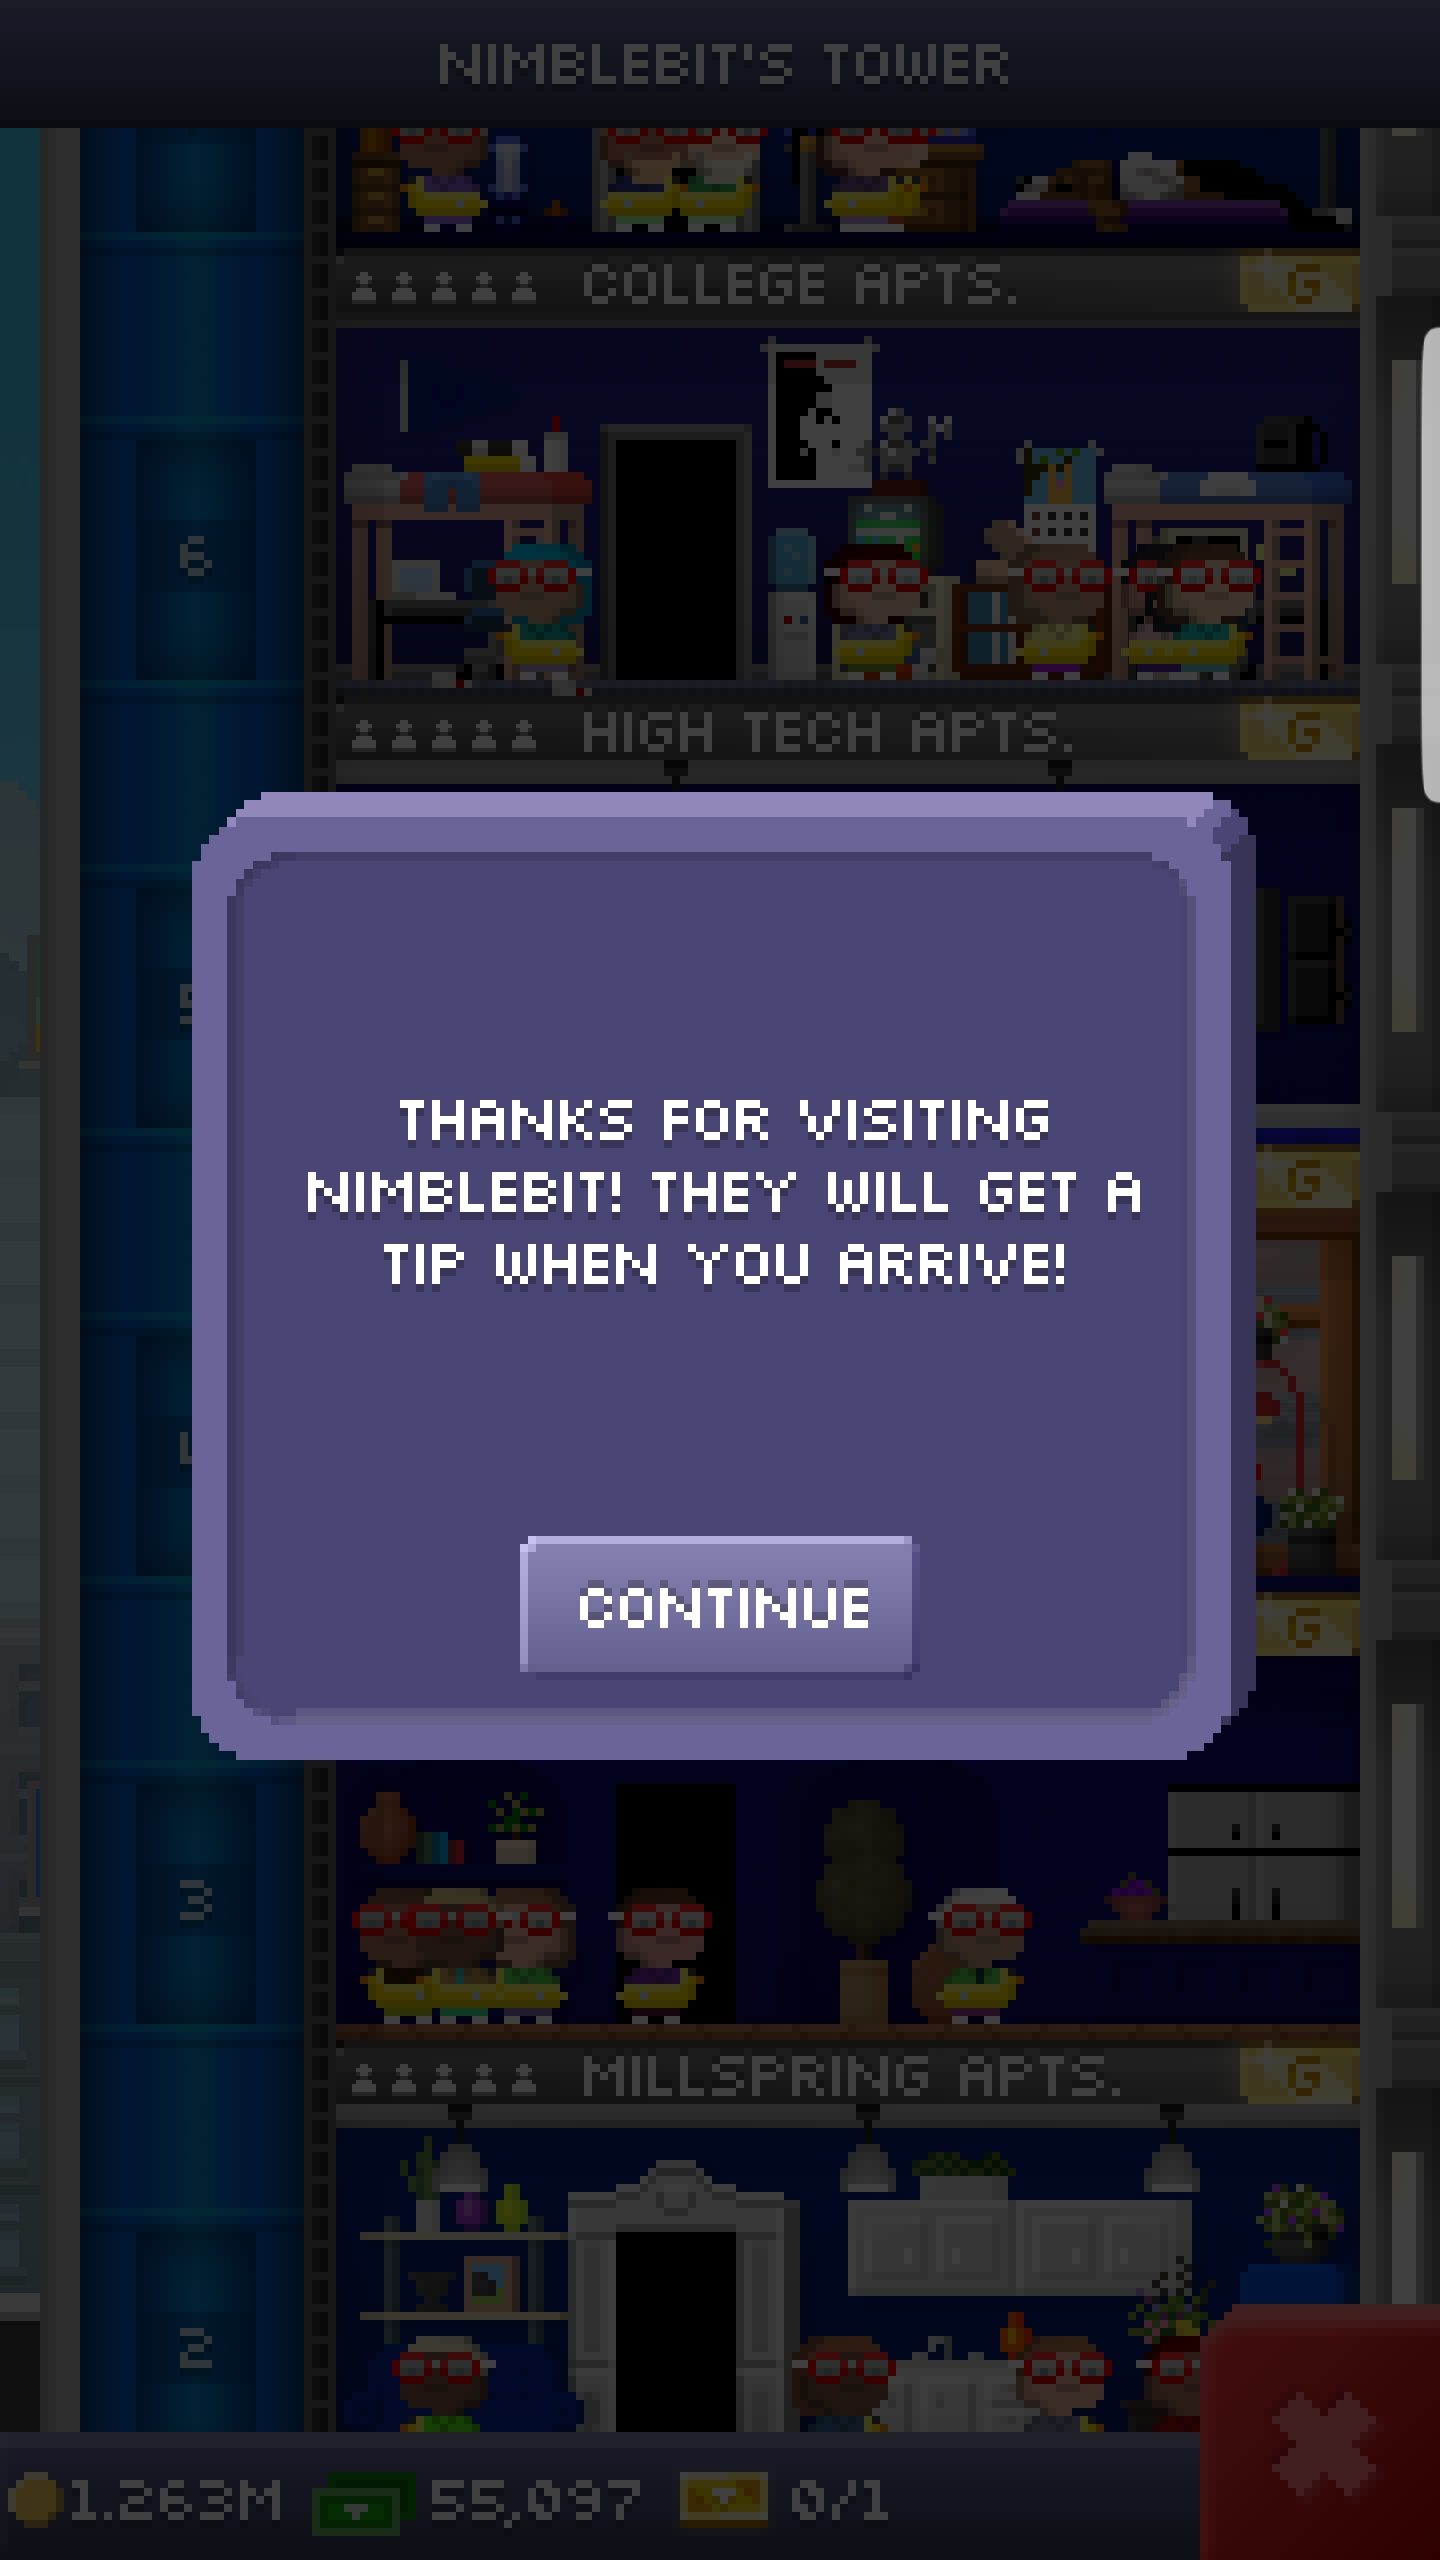 NIMBLEBIT'S TOWER
COLLEGE APTS. G
6
HIGH TECH APTS. G
G
THANKS FOR VISITING
NIMBLEBIT! THEY WILL GET A
TIP WHEN YOU ARRIVE!
CONTINUE
G
3
MILLSPRING APTS. G
2
1.263M 55,097 0/1